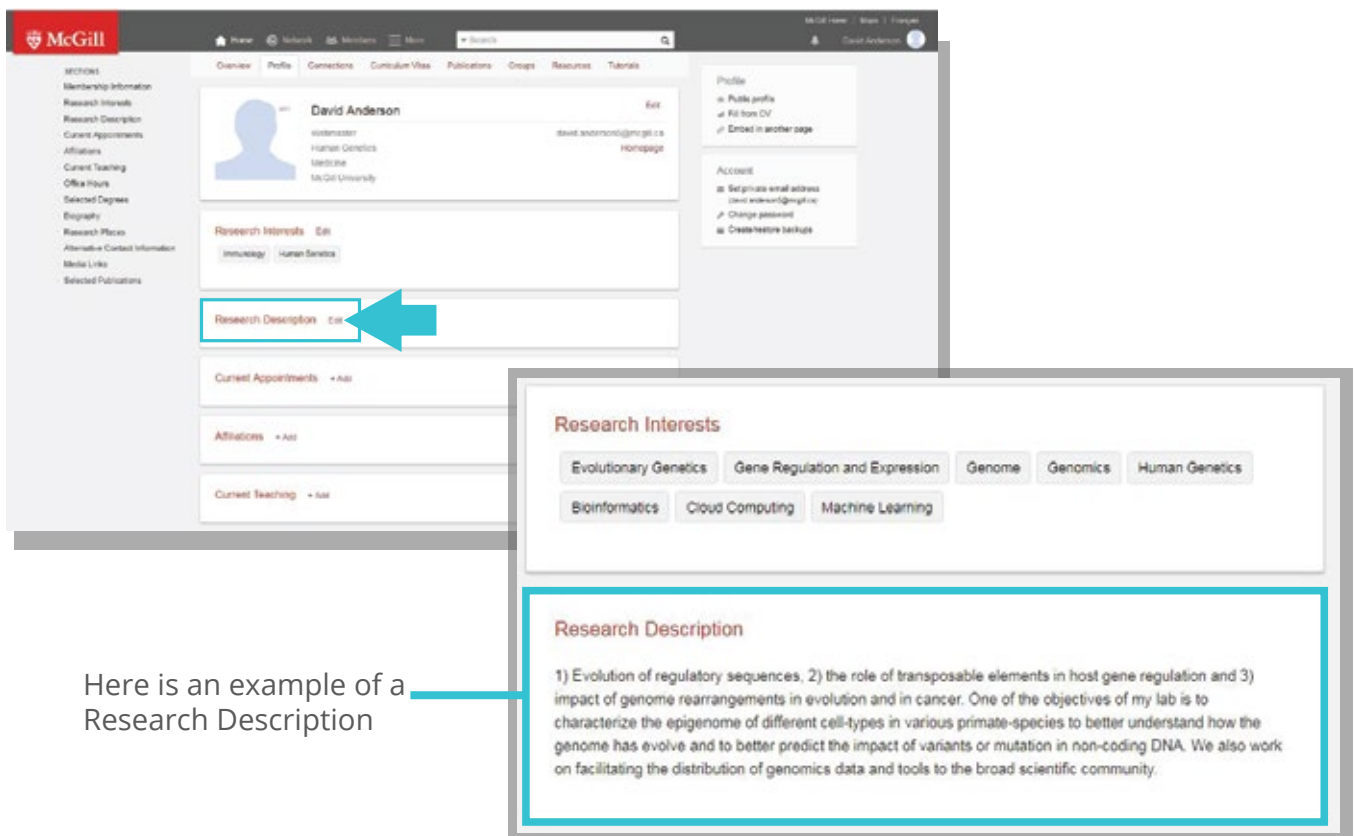 McGill Home | Maps | Français
McGill
Home Network Members More Search
David Anderson
Overview Profile Connections Curriculum Vitae Publications Groups Resources Tutorials
SECTIONS
Membership Information
Research Interests
Research Description
Current Appointments
Affiliations
Current Teaching
Office Hours
Selected Degrees
Biography
Research Places
Alternative Contact Information
Media Links
Selected Publications
David Anderson
Edit
Webmaster
Human Genetics
Medicine
McGill University
Homepage
Research Interests Edit
Immunology Human Genetics
Research Description Edit
Current Appointments + Add
Affiliations + Add
Current Teaching + Add
Profile
Public profile
Fill from CV
Embed in another page
Account
Set private email address
Change password
Create/restore backups
Research Interests
Evolutionary Genetics Gene Regulation and Expression Genome Genomics Human Genetics
Bioinformatics Cloud Computing Machine Learning
Research Description
1) Evolution of regulatory sequences, 2) the role of transposable elements in host gene regulation and 3)
impact of genome rearrangements in evolution and in cancer. One of the objectives of my lab is to
characterize the epigenome of different cell-types in various primate-species to better understand how the
genome has evolve and to better predict the impact of variants or mutation in non-coding DNA. We also work
on facilitating the distribution of genomics data and tools to the broad scientific community.
Here is an example of a
Research Description